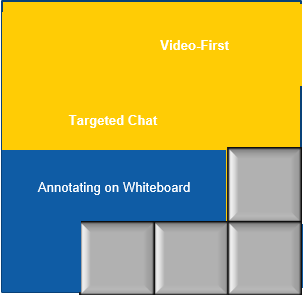 Video-First
Targeted Chat
Annotating on Whiteboard